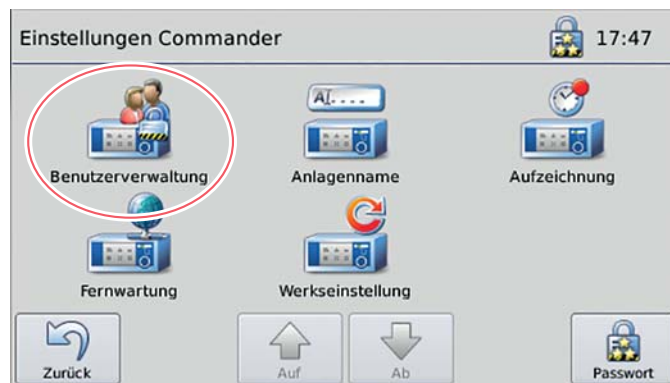 Einstellungen Commander 17:47
AI....
Benutzerverwaltung Anlagenname Aufzeichnung
Fernwartung Werkseinstellung
Zurück Auf Ab Passwort